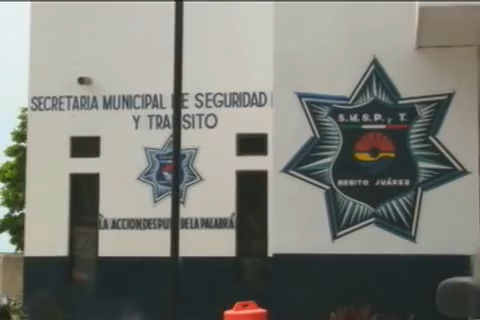 SECRETARIA MUNICIPAL DE SEGURIDAD
Y TRANSITO
LA ACCION, DESPUES DE LA PALABRA
S.M.S.P. y T.
BENITO JUÁREZ